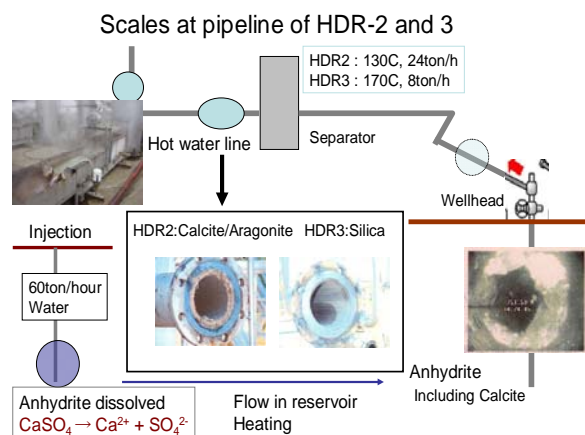 Scales at pipeline of HDR-2 and 3
HDR2 : 130C, 24ton/h
HDR3 : 170C, 8ton/h
Hot water line
Separator
Wellhead
Injection
HDR2:Calcite/Aragonite
HDR3:Silica
60ton/hour
Water
Anhydrite
Including Calcite
Anhydrite dissolved
CaSO₄ → Ca²⁺ + SO₄²⁻
Flow in reservoir
Heating